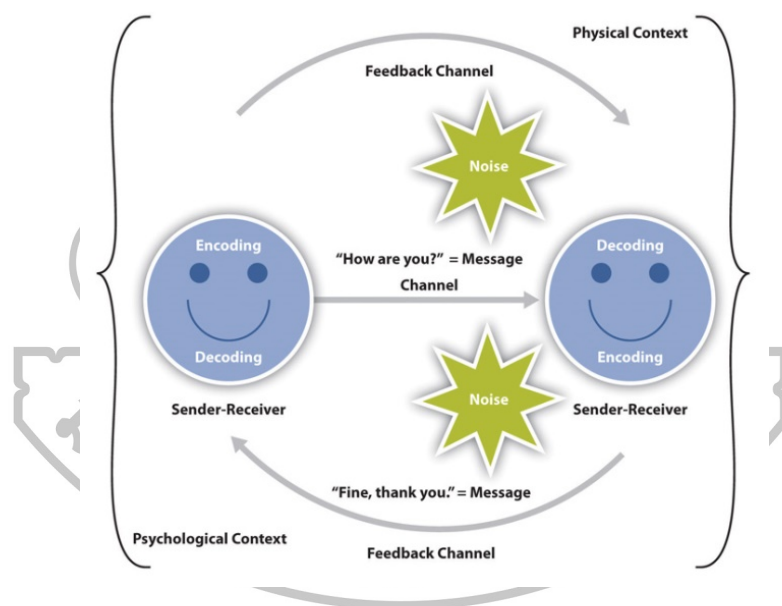 Physical Context
Feedback Channel
Noise
Encoding
Decoding
“How are you?” = Message
Channel
Decoding
Encoding
Noise
Sender-Receiver
Sender-Receiver
“Fine, thank you.” = Message
Psychological Context
Feedback Channel